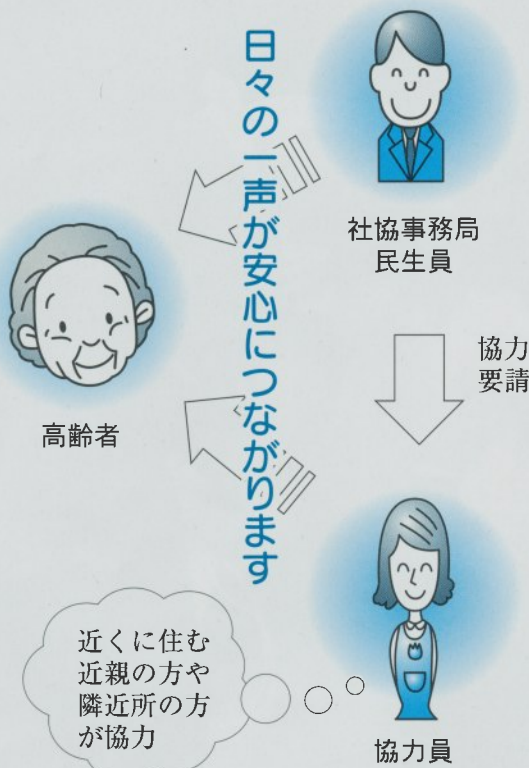 日々の一声が安心につながります
社協事務局
民生員
高齢者
協力
要請
近くに住む
近親の方や
隣近所の方
が協力
協力員